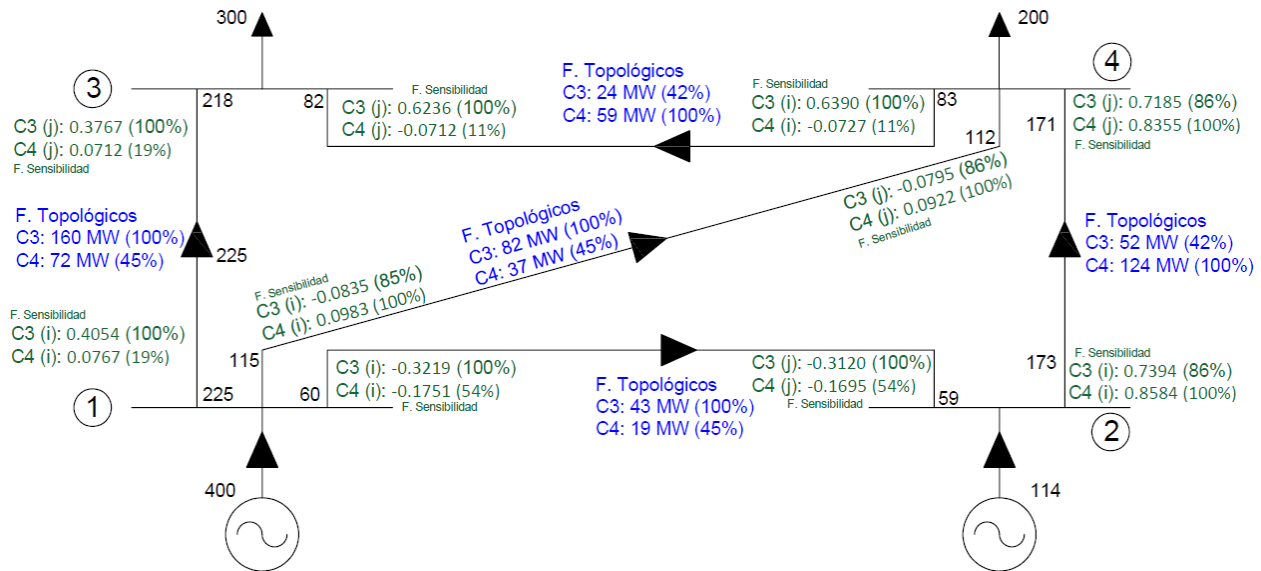 300
200
3
4
218
82
F. Sensibilidad
C3 (j): 0.6236 (100%)
C4 (j): -0.0712 (11%)
F. Topológicos
C3: 24 MW (42%)
C4: 59 MW (100%)
F. Sensibilidad
C3 (i): 0.6390 (100%)
C4 (i): -0.0727 (11%)
83
112
171
C3 (j): 0.7185 (86%)
C4 (j): 0.8355 (100%)
F. Sensibilidad
C3 (j): 0.3767 (100%)
C4 (j): 0.0712 (19%)
F. Sensibilidad
C3 (j): -0.0795 (86%)
C4 (j): 0.0922 (100%)
F. Sensibilidad
F. Topológicos
C3: 160 MW (100%)
C4: 72 MW (45%)
225
F. Topológicos
C3: 82 MW (100%)
C4: 37 MW (45%)
F. Topológicos
C3: 52 MW (42%)
C4: 124 MW (100%)
F. Sensibilidad
C3 (i): -0.0835 (85%)
C4 (i): 0.0983 (100%)
F. Sensibilidad
C3 (i): 0.4054 (100%)
C4 (i): 0.0767 (19%)
115
C3 (i): -0.3219 (100%)
C4 (i): -0.1751 (54%)
F. Sensibilidad
F. Topológicos
C3: 43 MW (100%)
C4: 19 MW (45%)
C3 (j): -0.3120 (100%)
C4 (j): -0.1695 (54%)
F. Sensibilidad
173
F. Sensibilidad
C3 (i): 0.7394 (86%)
C4 (i): 0.8584 (100%)
1
225
60
59
2
400
114